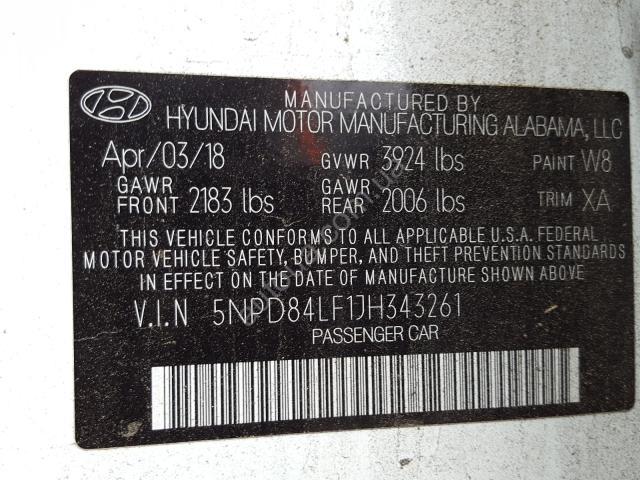 MANUFACTURED BY
HYUNDAI MOTOR MANUFACTURING ALABAMA, LLC
Apr/03/18 GVWR 3924 lbs PAINT W8
GAWR FRONT 2183 lbs GAWR REAR 2006 lbs TRIM XA
THIS VEHICLE CONFORMS TO ALL APPLICABLE U.S.A. FEDERAL
MOTOR VEHICLE SAFETY, BUMPER, AND THEFT PREVENTION STANDARDS
IN EFFECT ON THE DATE OF MANUFACTURE SHOWN ABOVE
V.I.N 5NPD84LF1JH343261
PASSENGER CAR